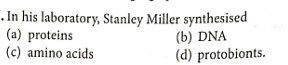 . In his laboratory, Stanley Miller synthesised
(a) proteins (b) DNA
(c) amino acids (d) protobionts.